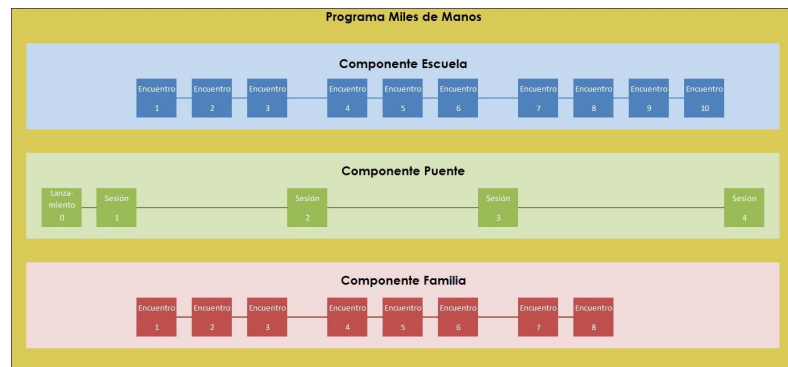 Programa Miles de Manos
Componente Escuela
Encuentro 1
Encuentro 2
Encuentro 3
Encuentro 4
Encuentro 5
Encuentro 6
Encuentro 7
Encuentro 8
Encuentro 9
Encuentro 10
Componente Puente
Lanza-
miento
0
Sesión 1
Sesión 2
Sesión 3
Sesión 4
Componente Familia
Encuentro 1
Encuentro 2
Encuentro 3
Encuentro 4
Encuentro 5
Encuentro 6
Encuentro 7
Encuentro 8